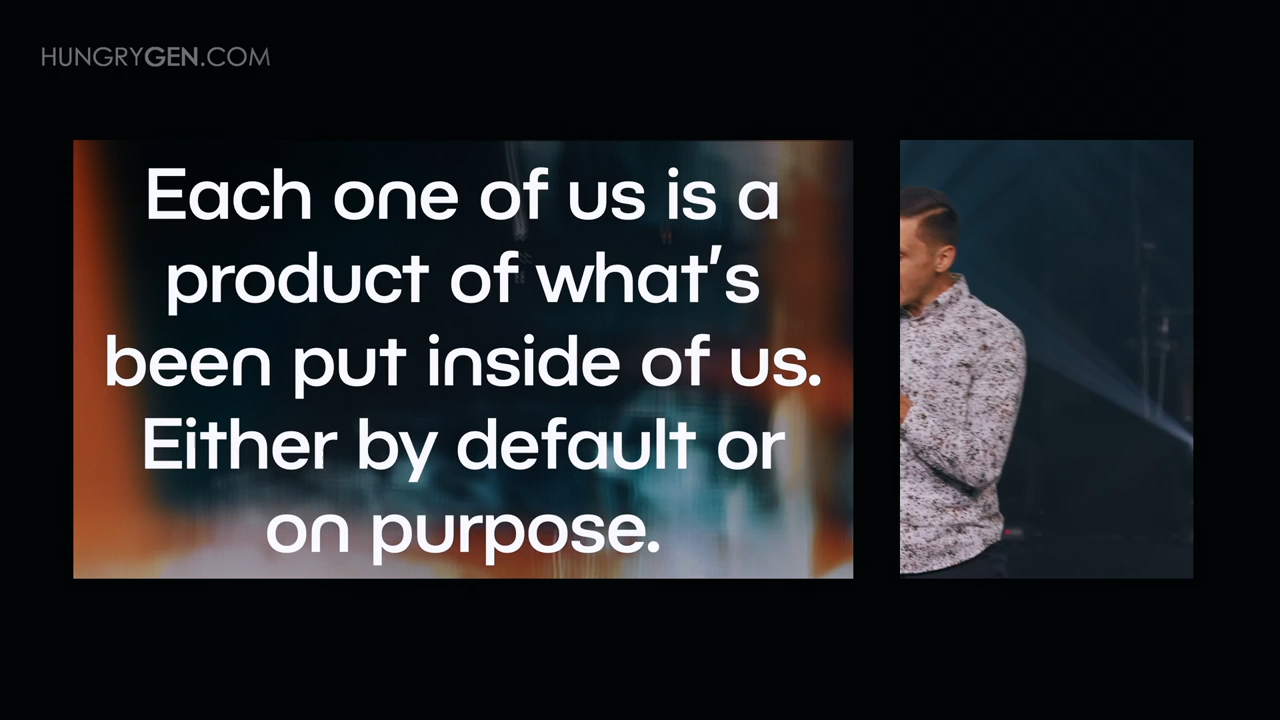 HUNGRYGEN.COM
Each one of us is a
product of what's
been put inside of us.
Either by default or
on purpose.